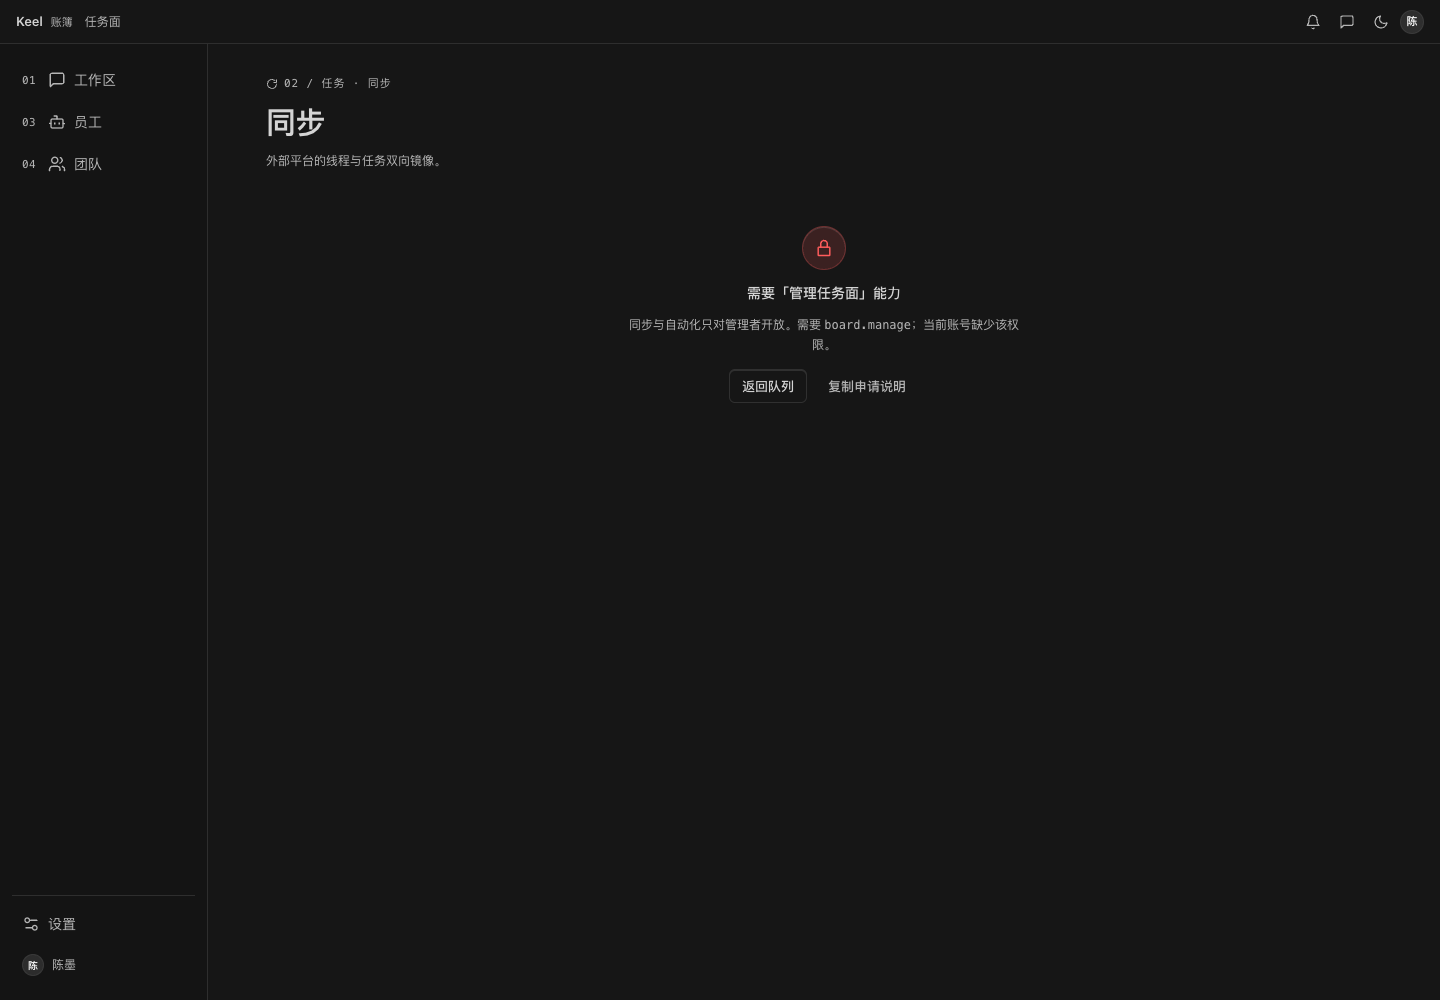 Keel 账簿 任务面
陈
01 工作区
03 员工
04 团队
02 / 任务 · 同步
同步
外部平台的线程与任务双向镜像。
需要「管理任务面」能力
同步与自动化只对管理者开放。需要 board.manage；当前账号缺少该权
限。
返回队列 复制申请说明
设置
陈 陈墨